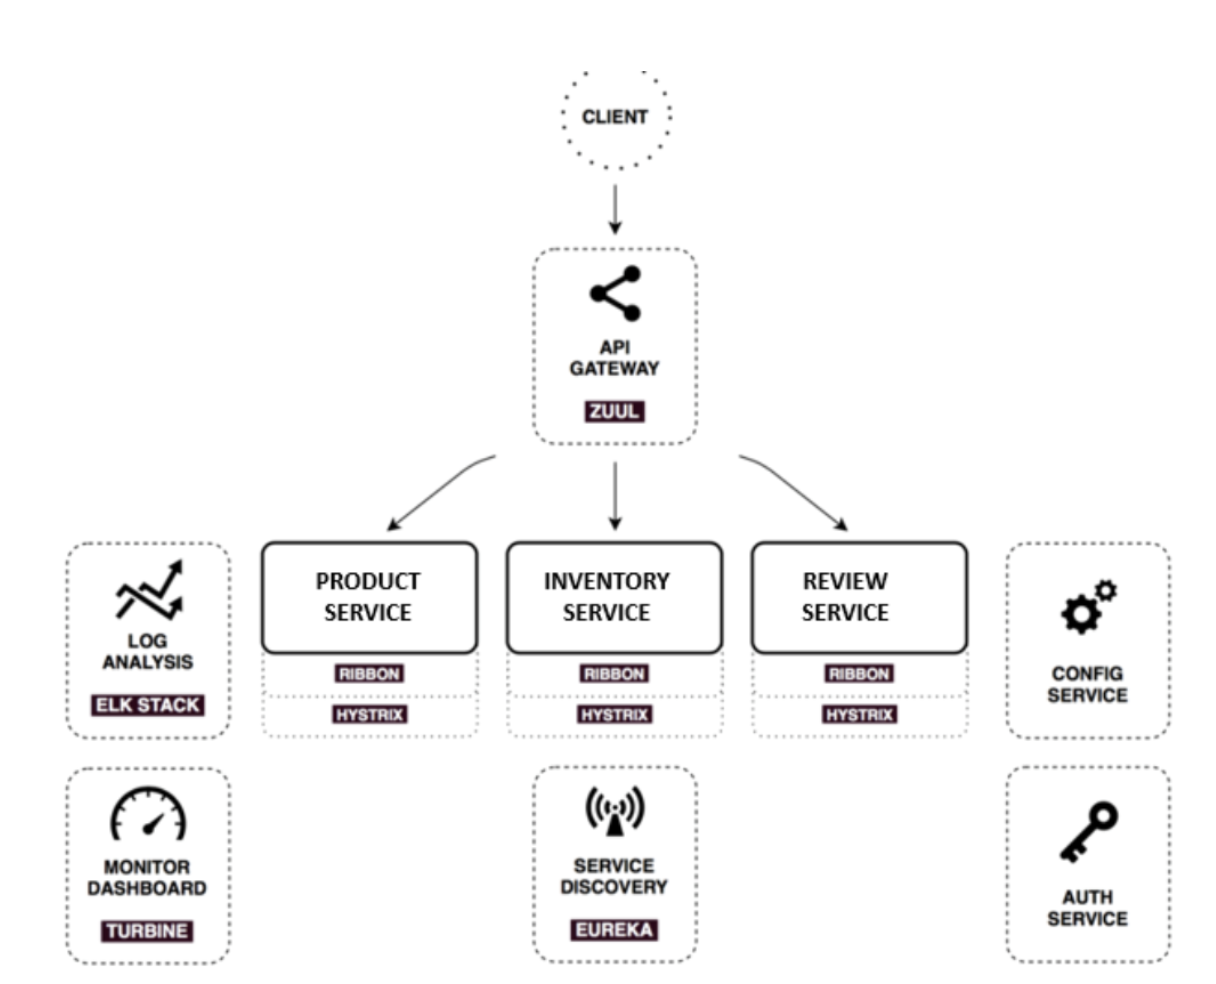 CLIENT
API
GATEWAY
ZUUL
LOG
ANALYSIS
ELK STACK
PRODUCT
SERVICE
RIBBON
HYSTRIX
INVENTORY
SERVICE
RIBBON
HYSTRIX
REVIEW
SERVICE
RIBBON
HYSTRIX
CONFIG
SERVICE
MONITOR
DASHBOARD
TURBINE
SERVICE
DISCOVERY
EUREKA
AUTH
SERVICE